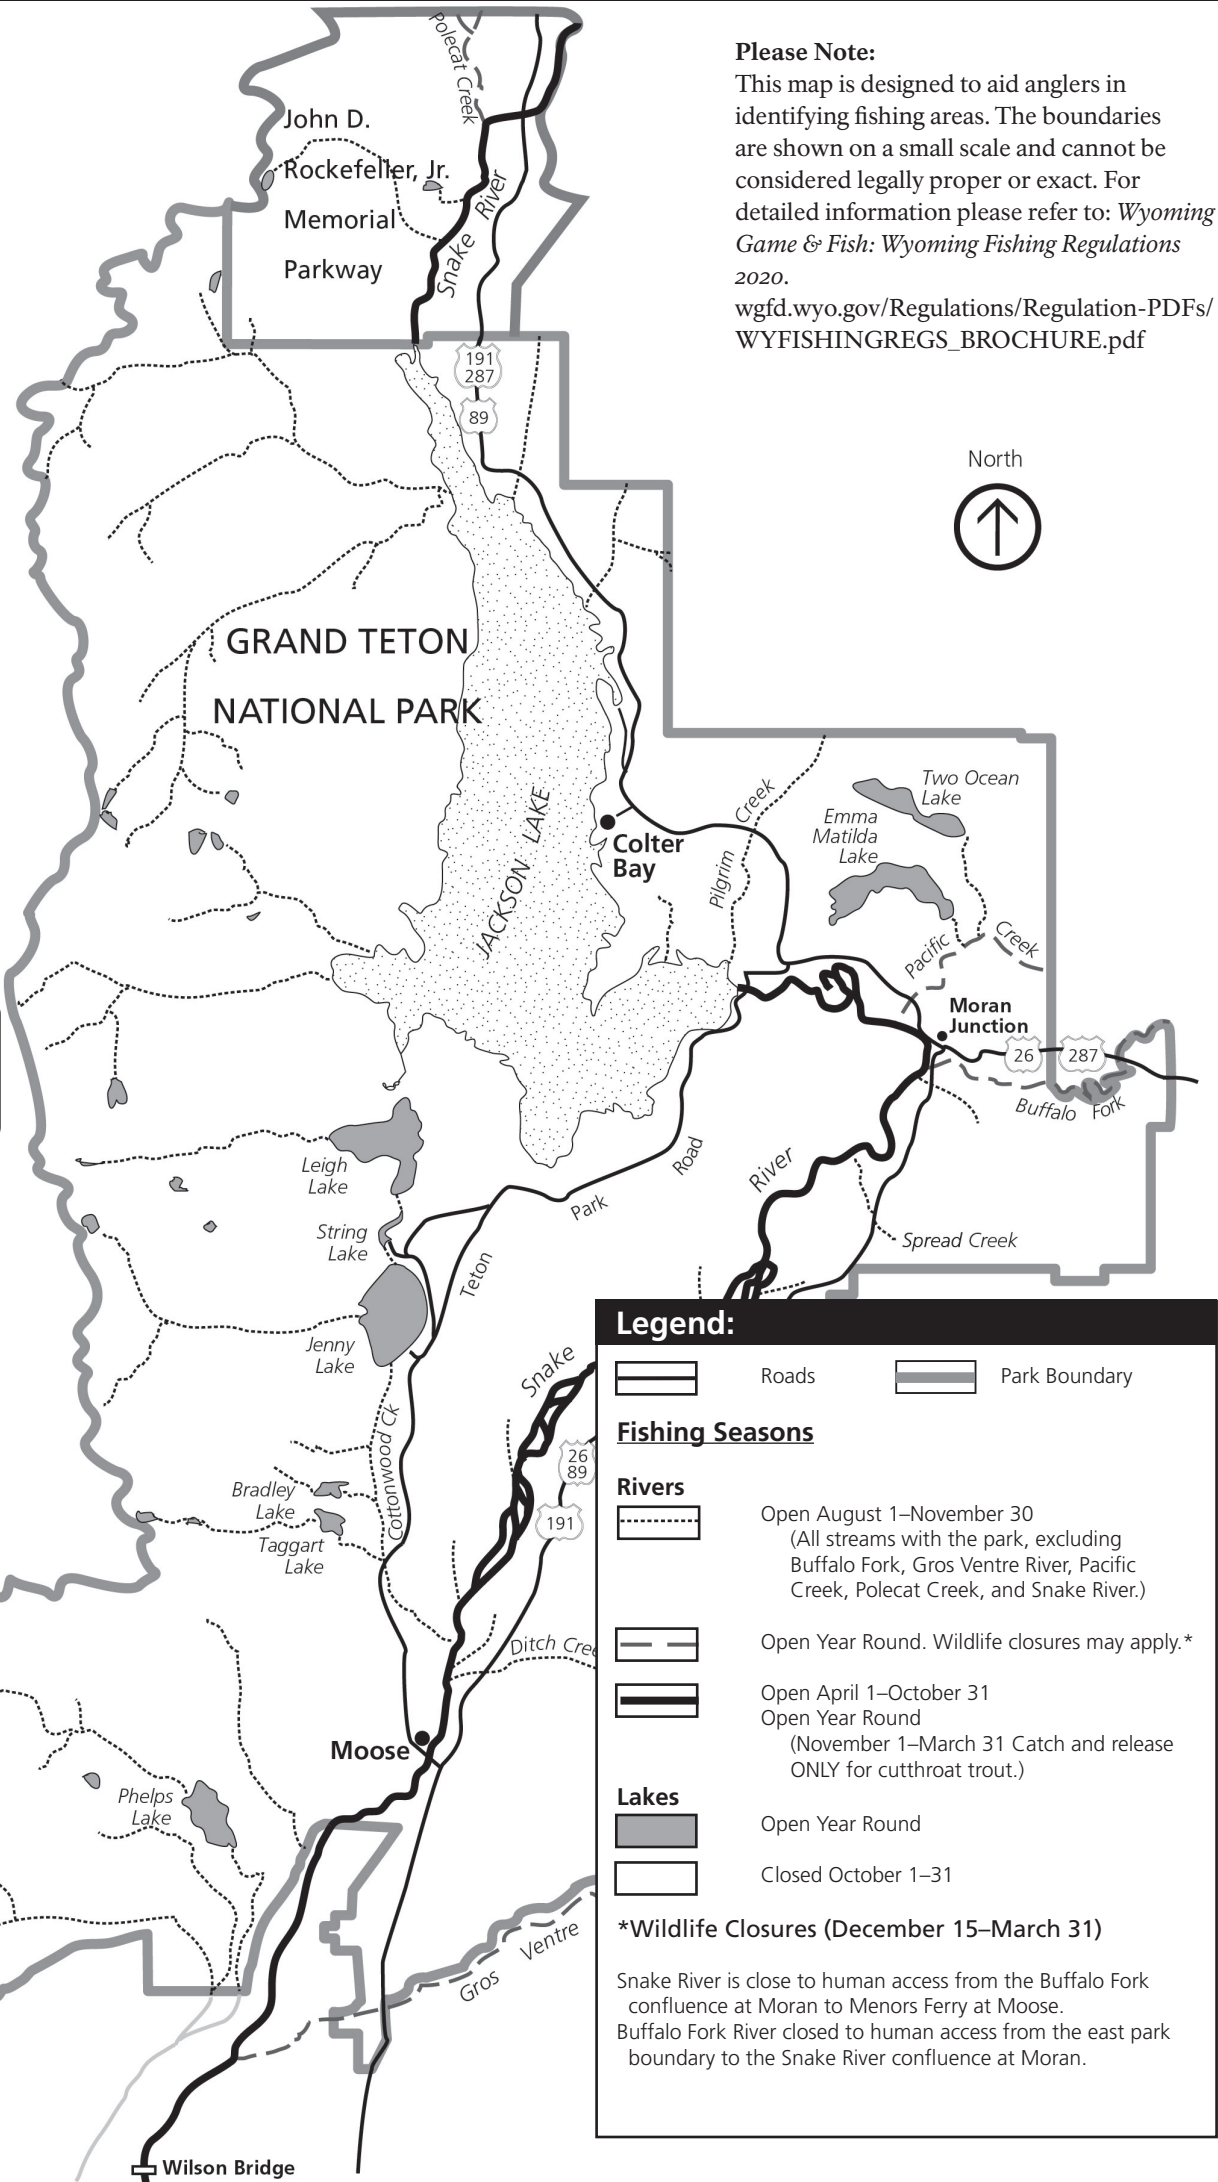 Please Note:
This map is designed to aid anglers in
identifying fishing areas. The boundaries
are shown on a small scale and cannot be
considered legally proper or exact. For
detailed information please refer to: Wyoming
Game & Fish: Wyoming Fishing Regulations
2020.
wgfd.wyo.gov/Regulations/Regulation-PDFs/
WYFISHINGREGS_BROCHURE.pdf
Polecat Creek
John D.
Rockefeller, Jr.
Memorial
Parkway
Snake River
191
287
89
North
GRAND TETON
NATIONAL PARK
JACKSON LAKE
Colter
Bay
Pilgrim Creek
Two Ocean
Lake
Emma
Matilda
Lake
Pacific Creek
Moran
Junction
26
287
Buffalo Fork
Leigh
Lake
String
Lake
Jenny
Lake
Teton Park Road
River
Spread Creek
Snake
26
89
191
Cottonwood Ck
Bradley
Lake
Taggart
Lake
Ditch Cree
Moose
Phelps
Lake
Gros Ventre
Wilson Bridge
Legend:
Roads
Park Boundary
Fishing Seasons
Rivers
Open August 1–November 30
(All streams with the park, excluding
Buffalo Fork, Gros Ventre River, Pacific
Creek, Polecat Creek, and Snake River.)
Open Year Round. Wildlife closures may apply.*
Open April 1–October 31
Open Year Round
(November 1–March 31 Catch and release
ONLY for cutthroat trout.)
Lakes
Open Year Round
Closed October 1–31
*Wildlife Closures (December 15–March 31)
Snake River is close to human access from the Buffalo Fork
confluence at Moran to Menors Ferry at Moose.
Buffalo Fork River closed to human access from the east park
boundary to the Snake River confluence at Moran.